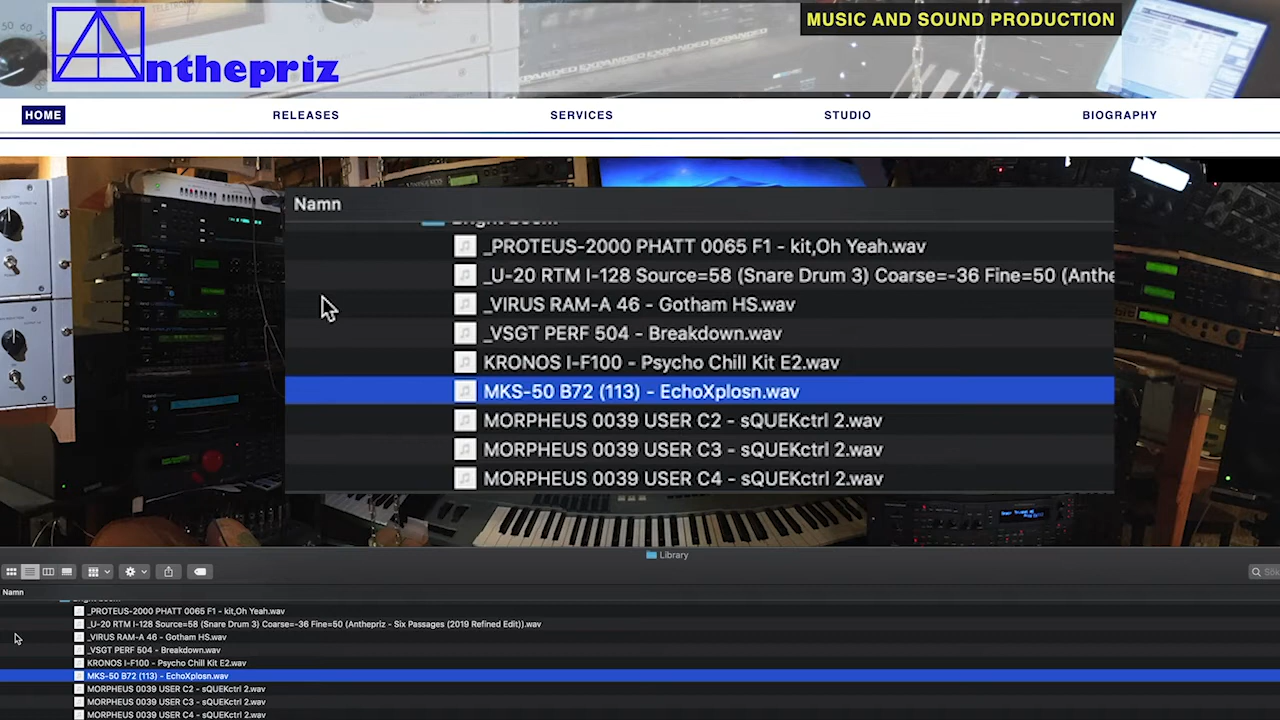 Anthepriz
MUSIC AND SOUND PRODUCTION
HOME RELEASES SERVICES STUDIO BIOGRAPHY
Namn
_PROTEUS-2000 PHATT 0065 F1 - kit,Oh Yeah.wav
_U-20 RTM I-128 Source=58 (Snare Drum 3) Coarse=-36 Fine=50 (Anthe
_VIRUS RAM-A 46 - Gotham HS.wav
_VSGT PERF 504 - Breakdown.wav
KRONOS I-F100 - Psycho Chill Kit E2.wav
MKS-50 B72 (113) - EchoXplosn.wav
MORPHEUS 0039 USER C2 - sQUEKctrl 2.wav
MORPHEUS 0039 USER C3 - sQUEKctrl 2.wav
MORPHEUS 0039 USER C4 - sQUEKctrl 2.wav
Library
Sök
Namn
_PROTEUS-2000 PHATT 0065 F1 - kit,Oh Yeah.wav
_U-20 RTM I-128 Source=58 (Snare Drum 3) Coarse=-36 Fine=50 (Anthepriz - Six Passages (2019 Refined Edit)).wav
_VIRUS RAM-A 46 - Gotham HS.wav
_VSGT PERF 504 - Breakdown.wav
KRONOS I-F100 - Psycho Chill Kit E2.wav
MKS-50 B72 (113) - EchoXplosn.wav
MORPHEUS 0039 USER C2 - sQUEKctrl 2.wav
MORPHEUS 0039 USER C3 - sQUEKctrl 2.wav
MORPHEUS 0039 USER C4 - sQUEKctrl 2.wav